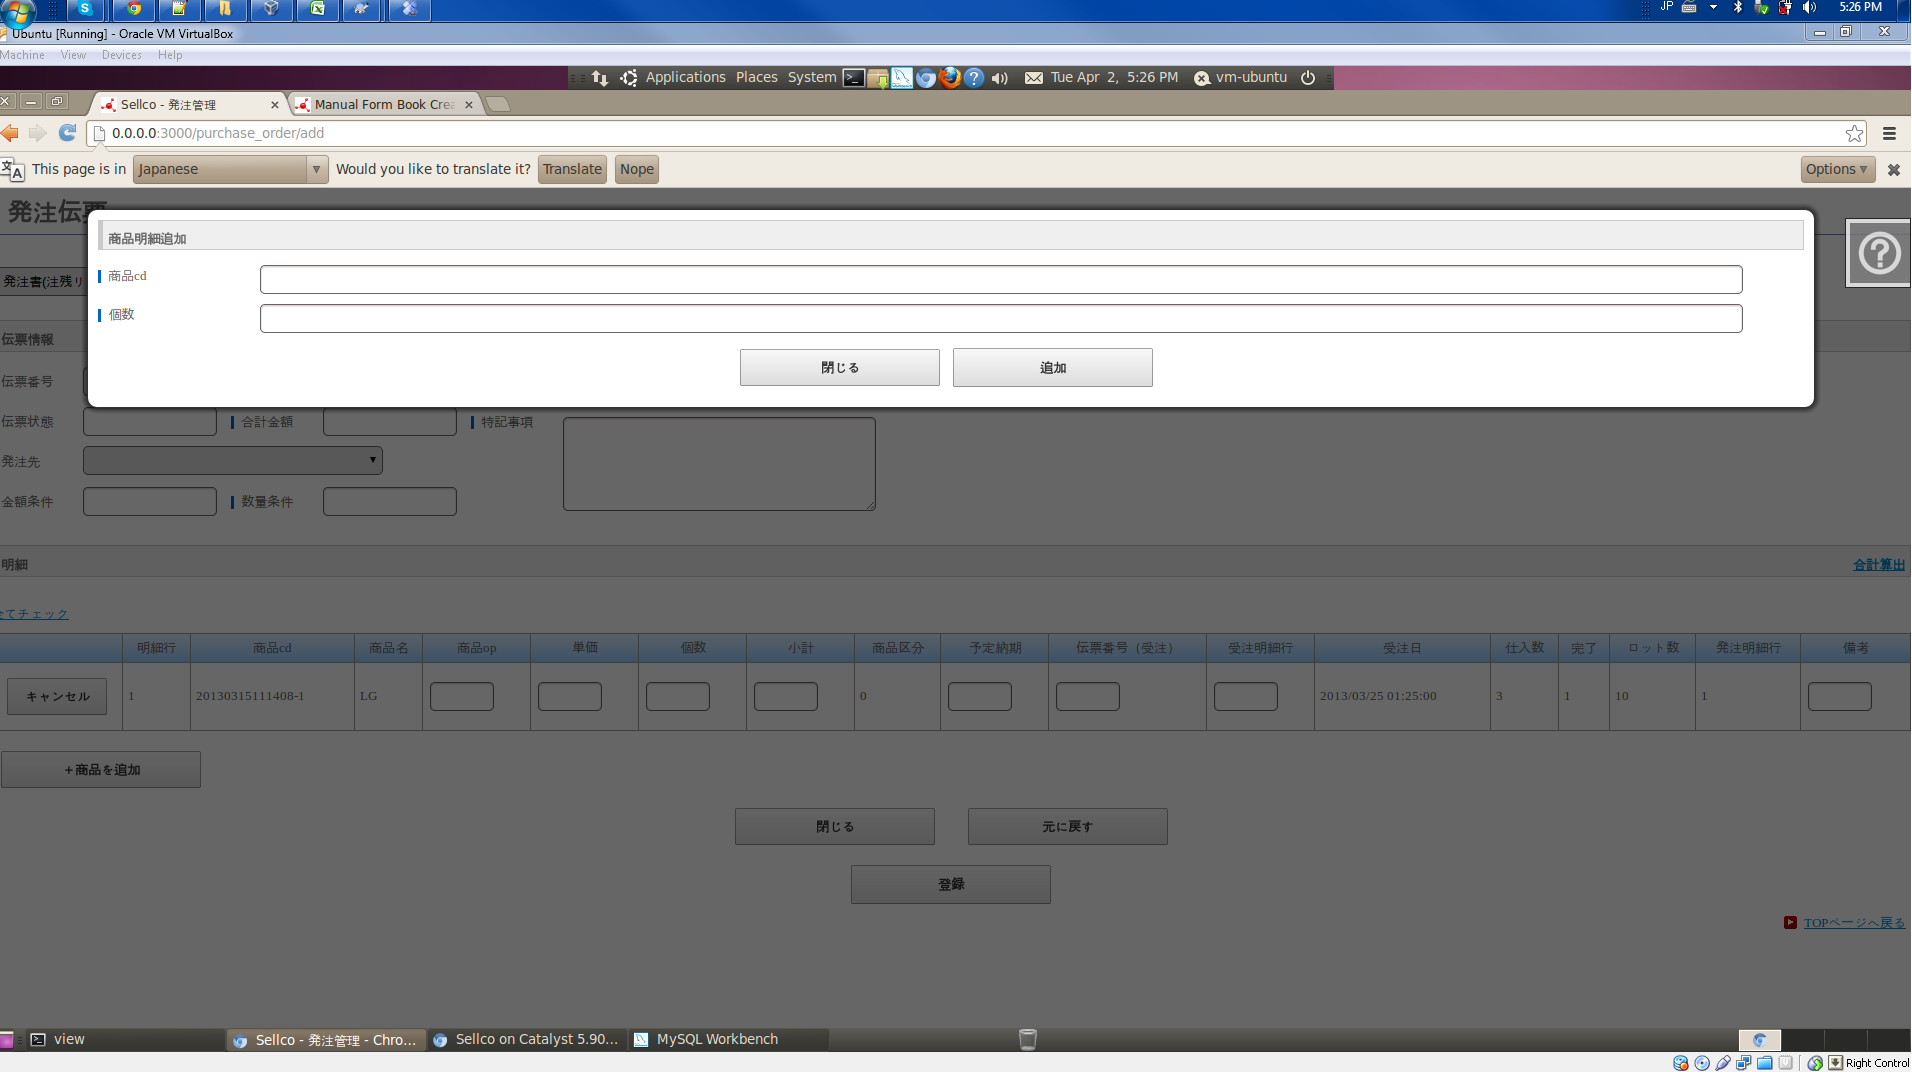 JP 5:26 PM
Ubuntu [Running] - Oracle VM VirtualBox
Machine View Devices Help
Applications Places System Tue Apr 2, 5:26 PM vm-ubuntu
Sellco - 発注管理 Manual Form Book Crea
0.0.0.0:3000/purchase_order/add
This page is in Japanese Would you like to translate it? Translate Nope Options
発注伝票
商品明細追加
商品cd
発注書(注残リ
個数
伝票情報
閉じる 追加
伝票番号
伝票状態 合計金額 特記事項
発注先
金額条件 数量条件
明細 合計算出
全てチェック
明細行 商品cd 商品名 商品op 単価 個数 小計 商品区分 予定納期 伝票番号（受注） 受注明細行 受注日 仕入数 完了 ロット数 発注明細行 備考
キャンセル 1 20130315111408-1 LG 0 2013/03/25 01:25:00 3 1 10 1
＋商品を追加
閉じる 元に戻す
登録
TOPページへ戻る
view Sellco - 発注管理 - Chro... Sellco on Catalyst 5.90... MySQL Workbench
Right Control